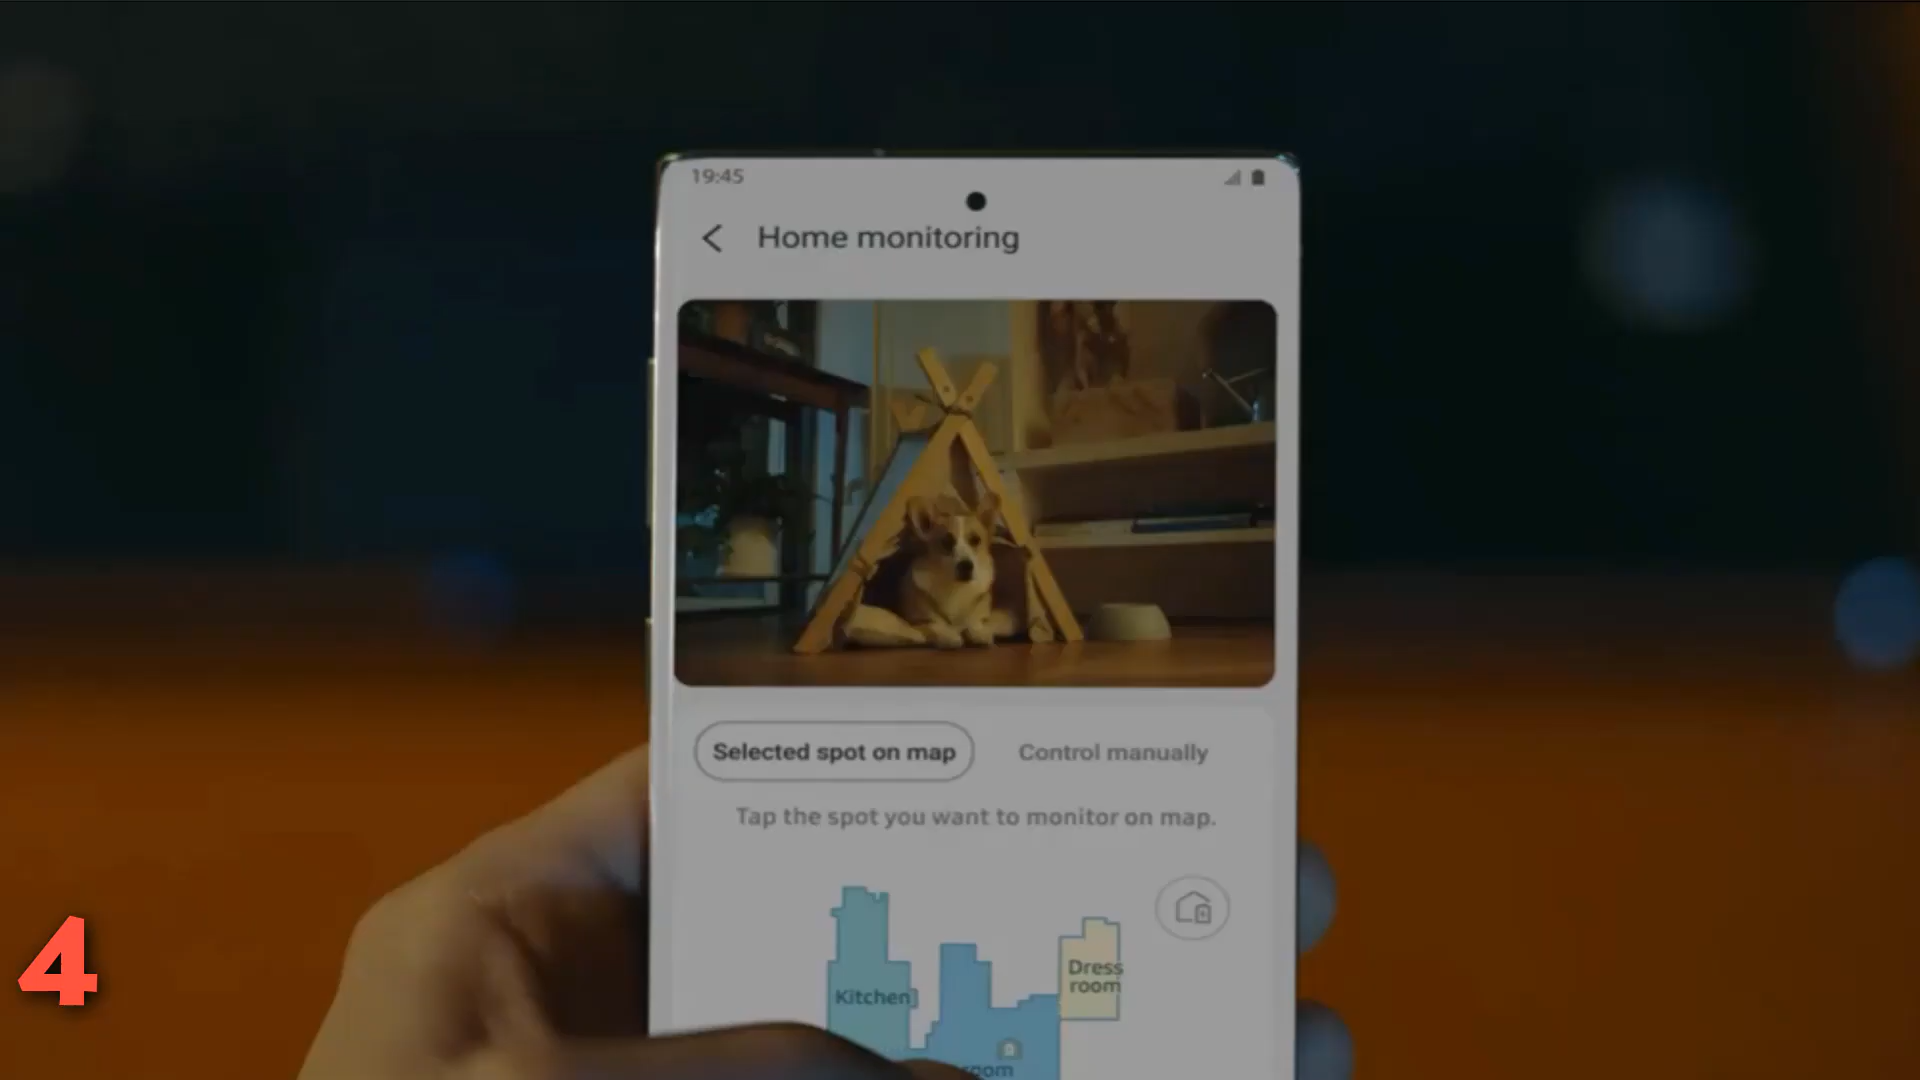 19:45
Home monitoring
Selected spot on map
Control manually
Tap the spot you want to monitor on map.
Dress
room
Kitchen
room
4